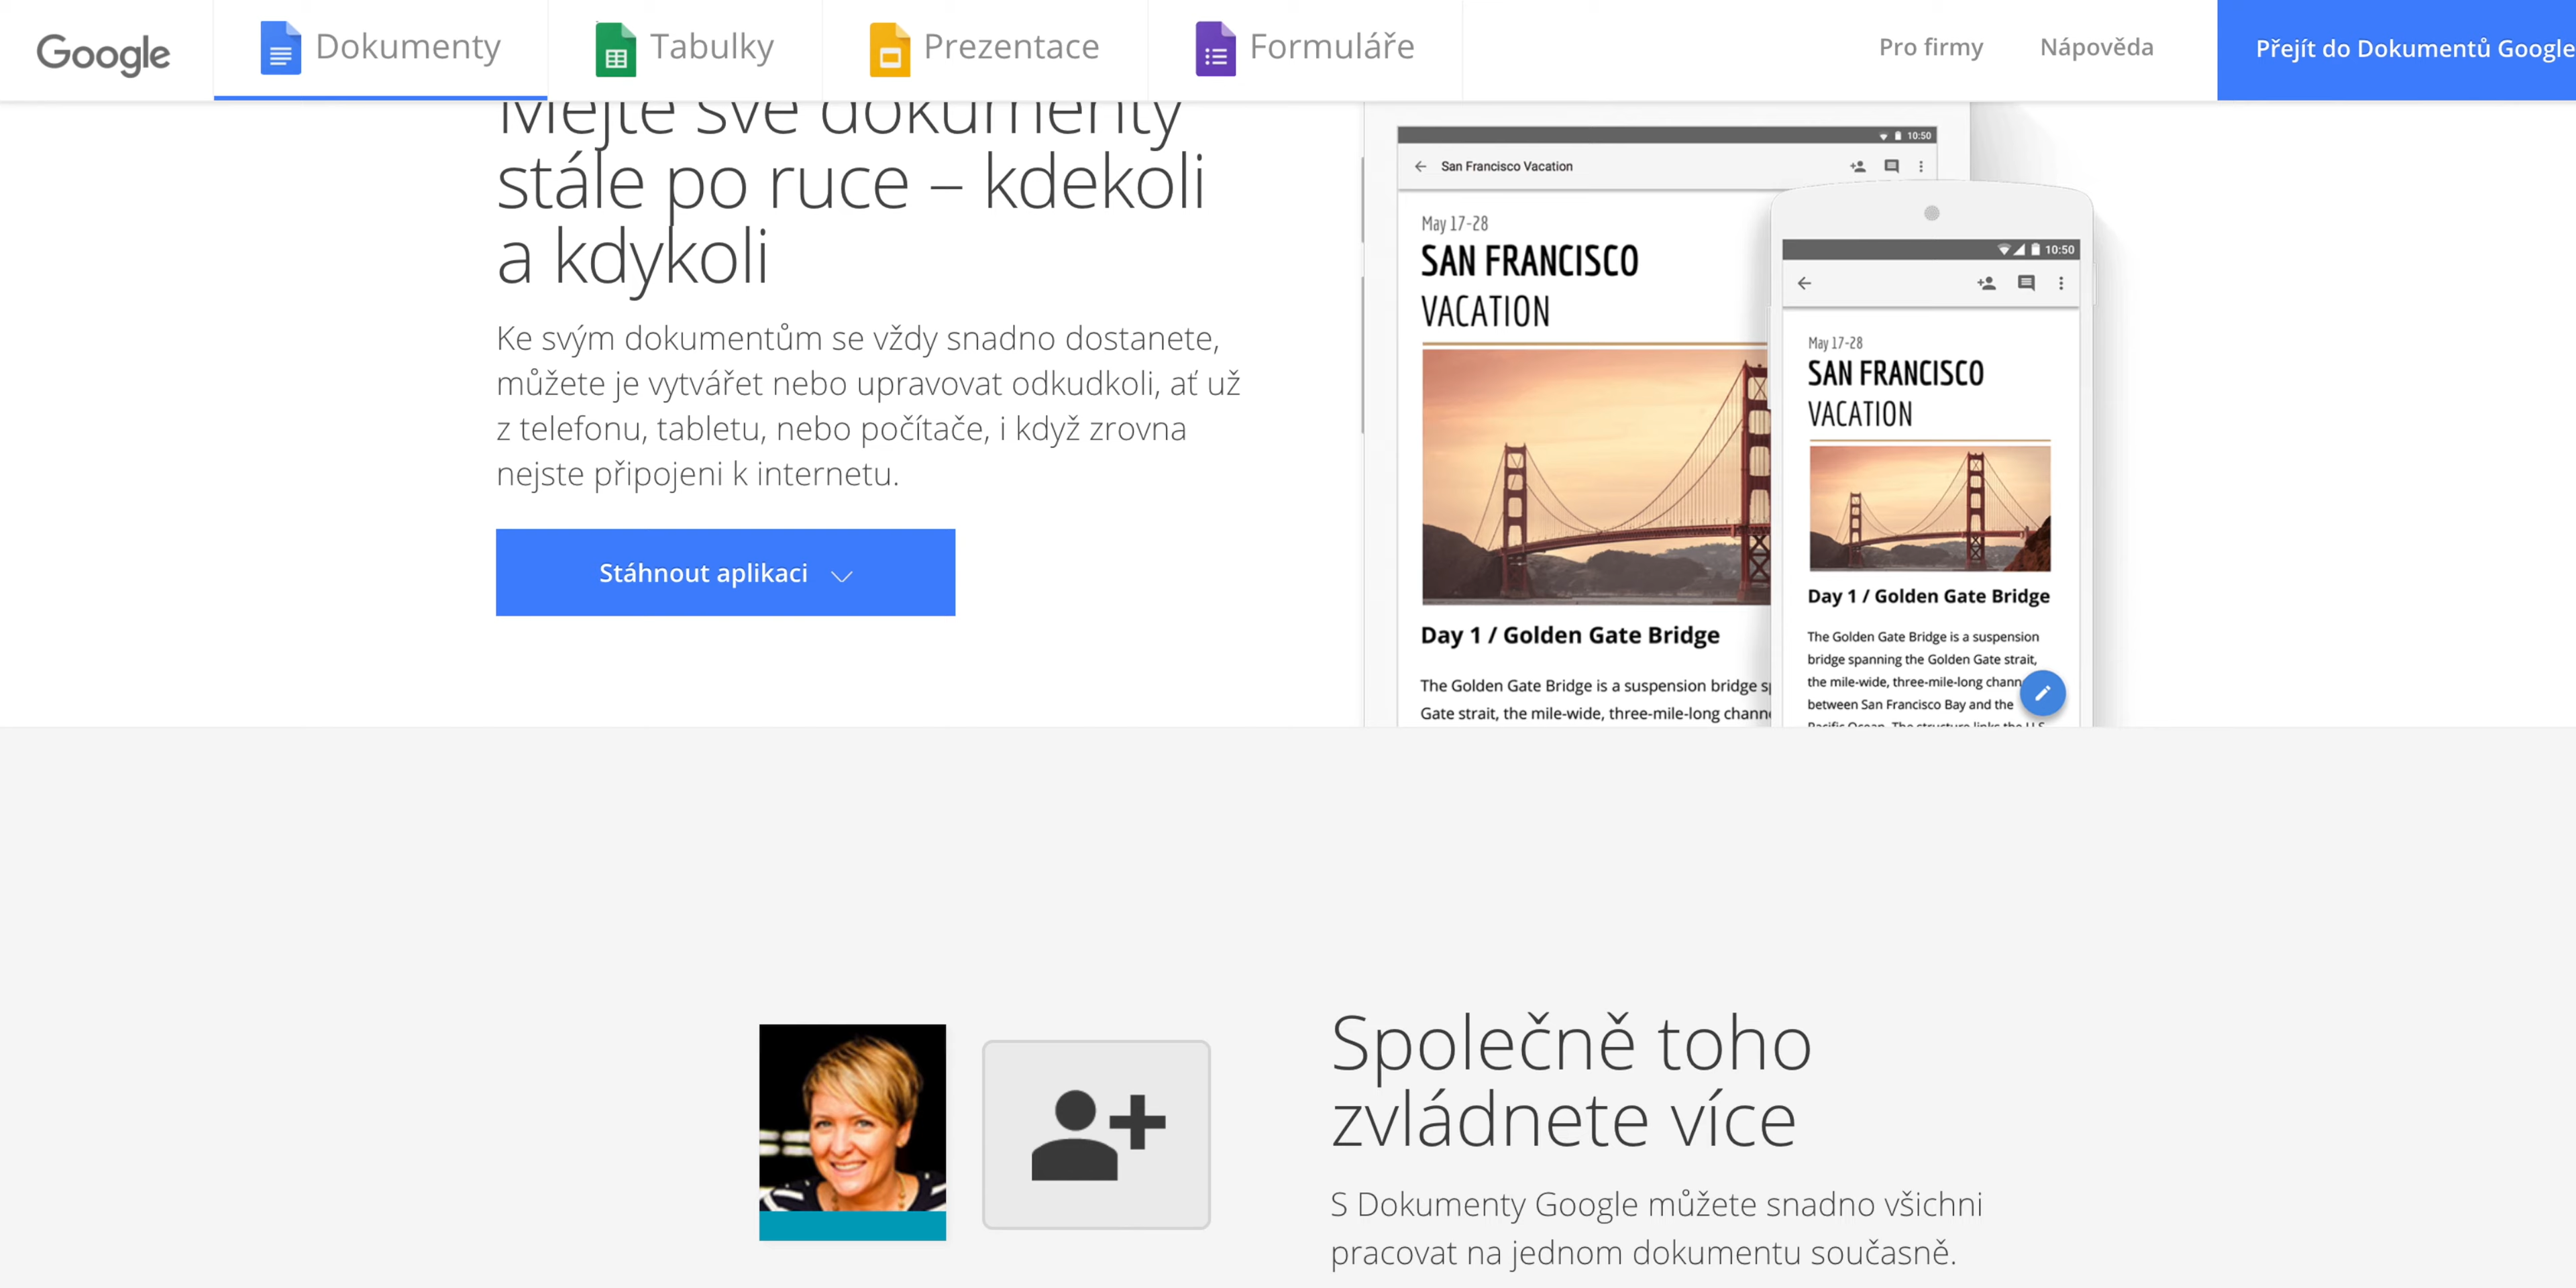 Google
Dokumenty
Tabulky
Prezentace
Formuláře
Pro firmy
Nápověda
Přejít do Dokumentů Google
Mějte své dokumenty
stále po ruce – kdekoli
a kdykoli
Ke svým dokumentům se vždy snadno dostanete,
můžete je vytvářet nebo upravovat odkudkoli, ať už
z telefonu, tabletu, nebo počítače, i když zrovna
nejste připojeni k internetu.
Stáhnout aplikaci
10:50
San Francisco Vacation
May 17-28
SAN FRANCISCO
VACATION
Day 1 / Golden Gate Bridge
The Golden Gate Bridge is a suspension bridge
Gate strait, the mile-wide, three-mile-long
10:50
May 17-28
SAN FRANCISCO
VACATION
Day 1 / Golden Gate Bridge
The Golden Gate Bridge is a suspension
bridge spanning the Golden Gate strait,
the mile-wide, three-mile-long
between San Francisco Bay and the
Společně toho
zvládnete více
S Dokumenty Google můžete snadno všichni
pracovat na jednom dokumentu současně.